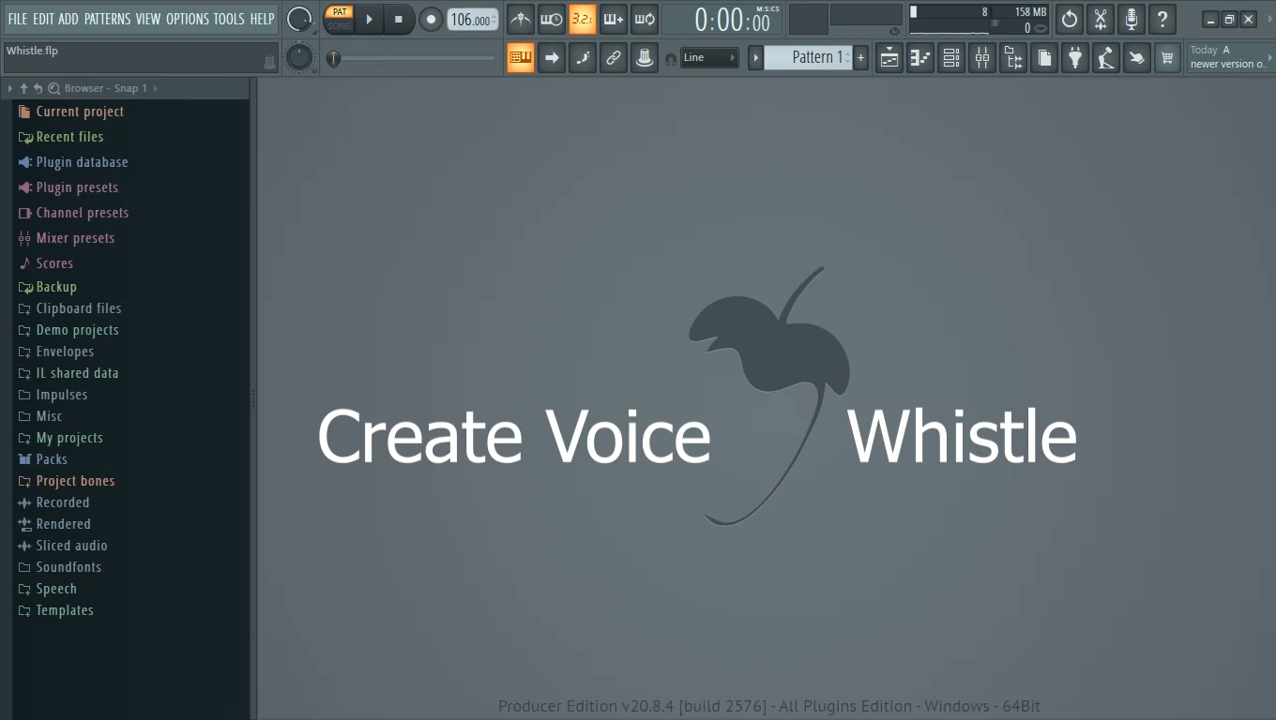 FILE EDIT ADD PATTERNS VIEW OPTIONS TOOLS HELP
PAT
SONG
106.000
3.2.
0:00:00
M:S:CS
8
158 MB
0
Whistle.flp
Line
Pattern 1
Today A
newer version o..
Browser - Snap 1
Current project
Recent files
Plugin database
Plugin presets
Channel presets
Mixer presets
Scores
Backup
Clipboard files
Demo projects
Envelopes
IL shared data
Impulses
Misc
My projects
Packs
Project bones
Recorded
Rendered
Sliced audio
Soundfonts
Speech
Templates
Create Voice Whistle
Producer Edition v20.8.4 [build 2576] - All Plugins Edition - Windows - 64Bit